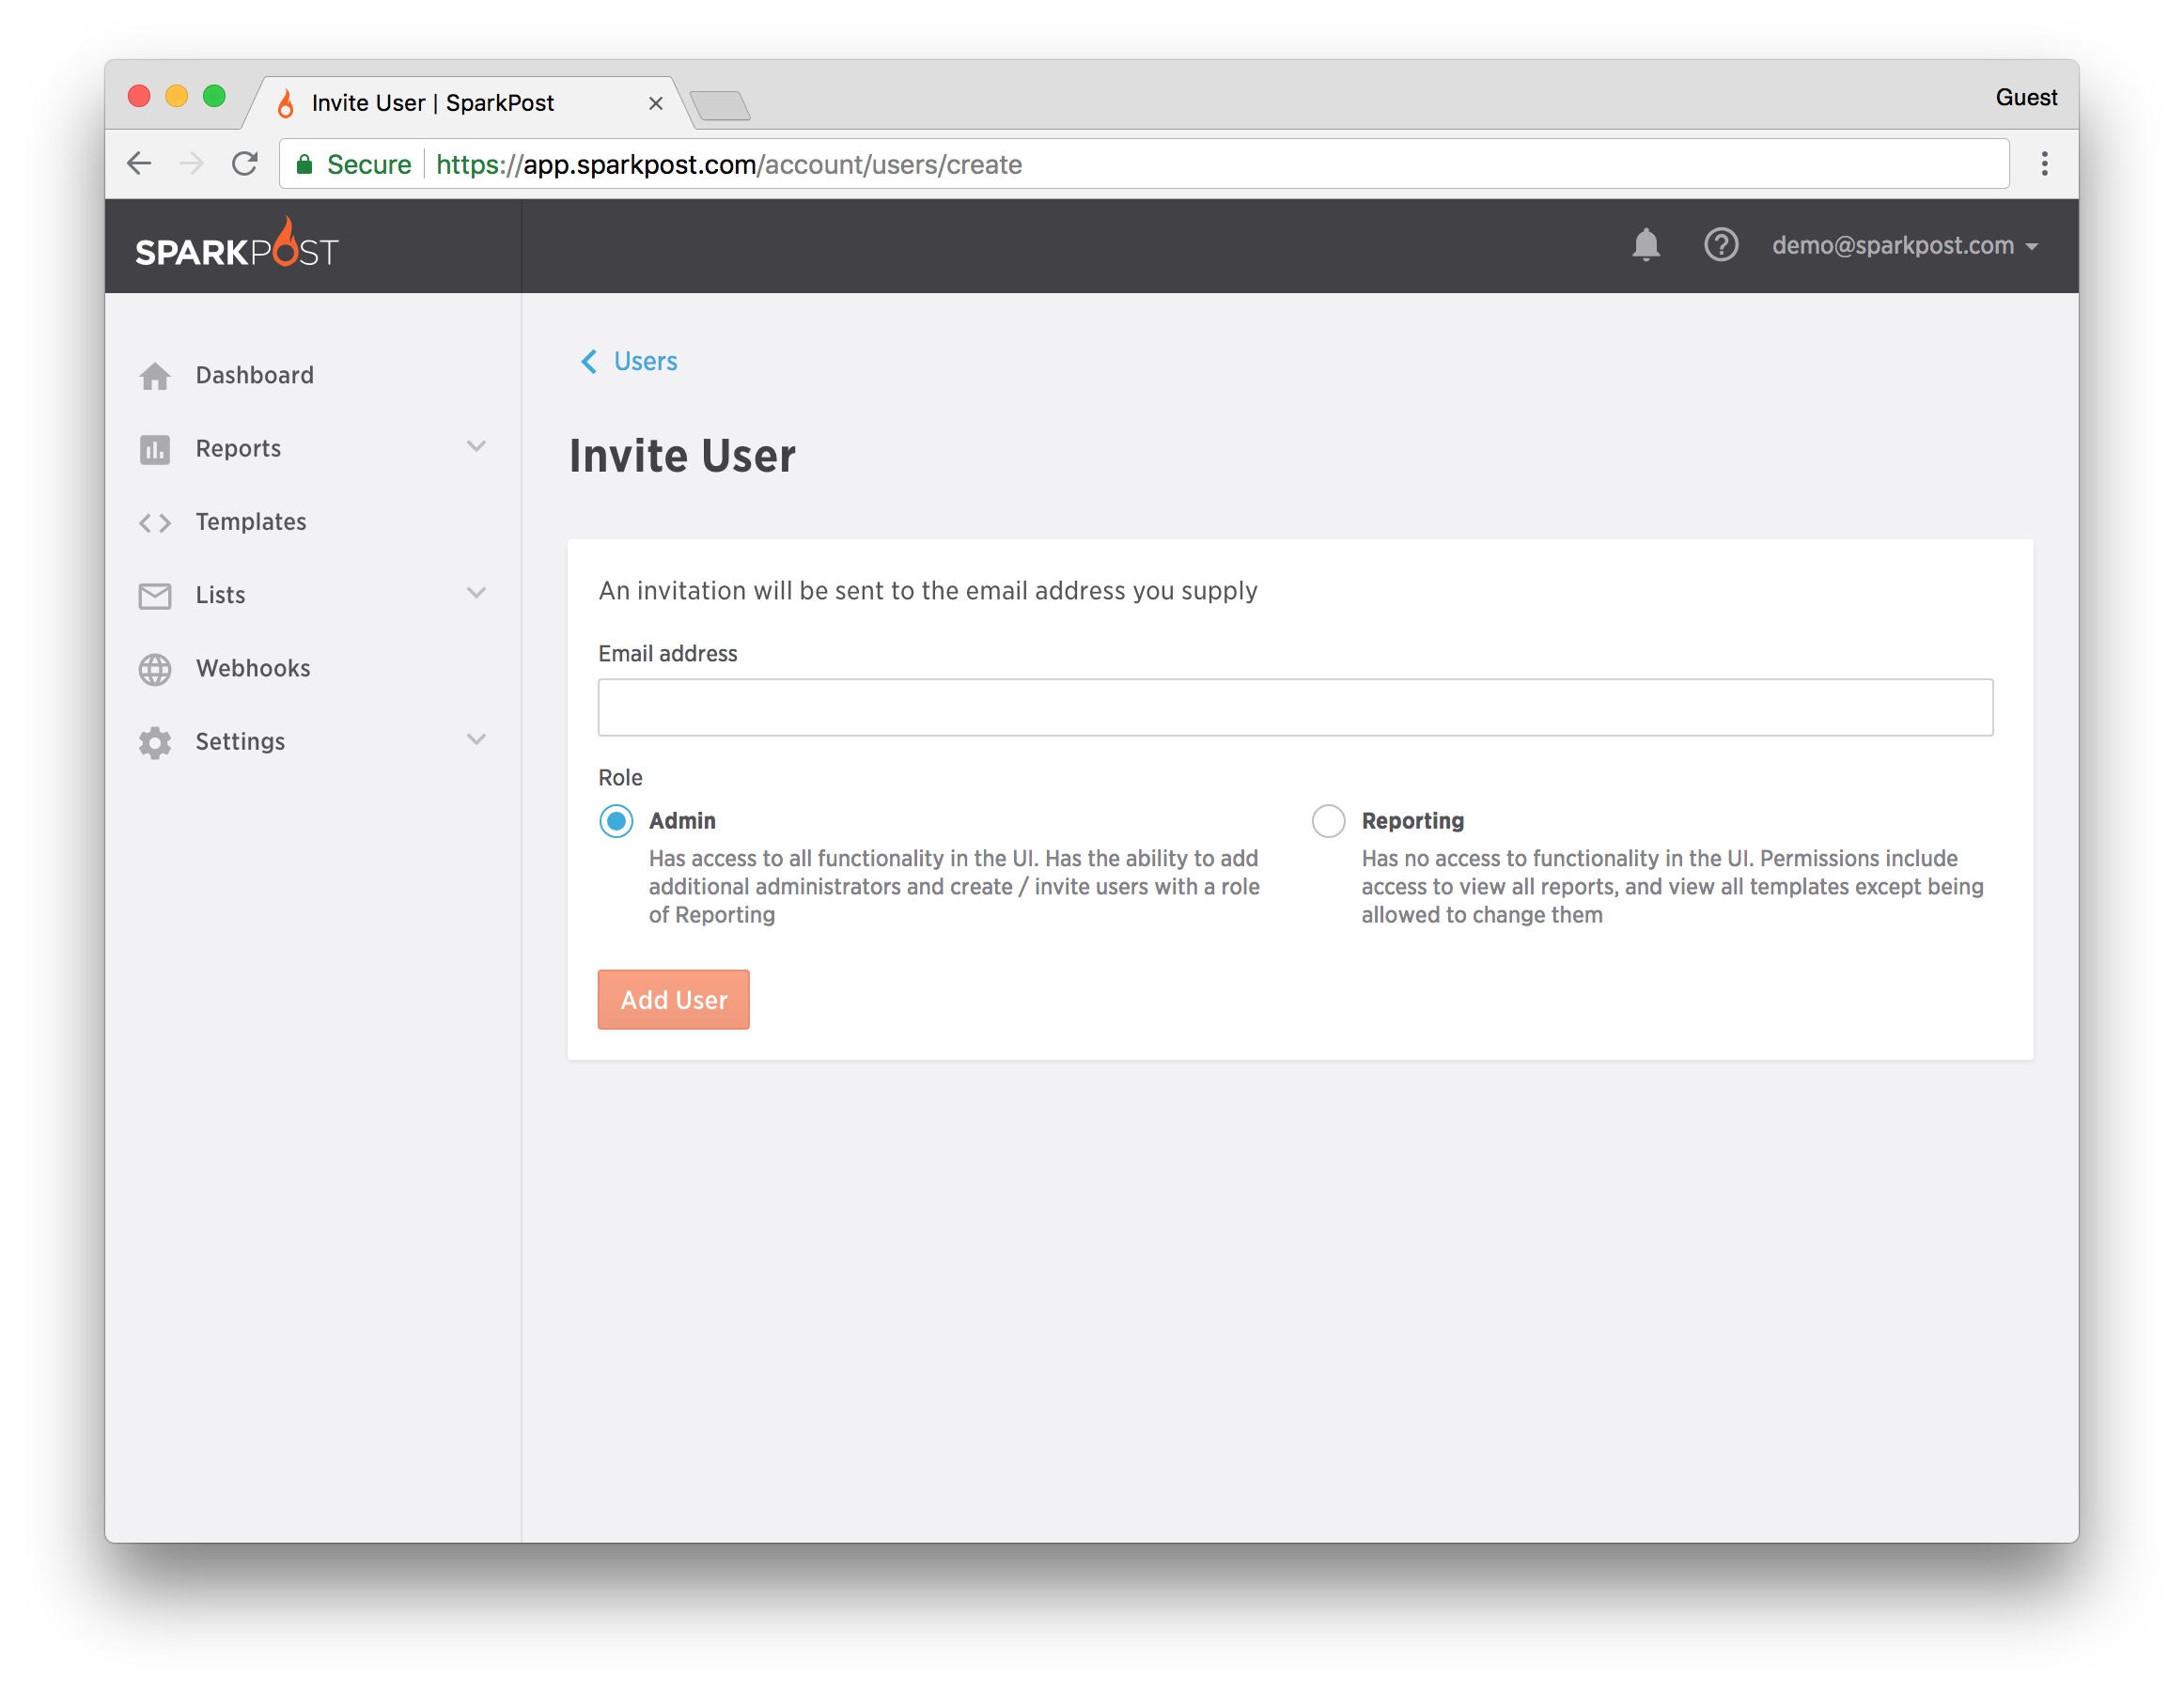 Invite User | SparkPost
Guest
Secure
https://app.sparkpost.com/account/users/create
SPARKPOST
demo@sparkpost.com
Dashboard
Reports
Templates
Lists
Webhooks
Settings
Users
Invite User
An invitation will be sent to the email address you supply
Email address
Role
Admin
Has access to all functionality in the UI. Has the ability to add
additional administrators and create / invite users with a role
of Reporting
Reporting
Has no access to functionality in the UI. Permissions include
access to view all reports, and view all templates except being
allowed to change them
Add User